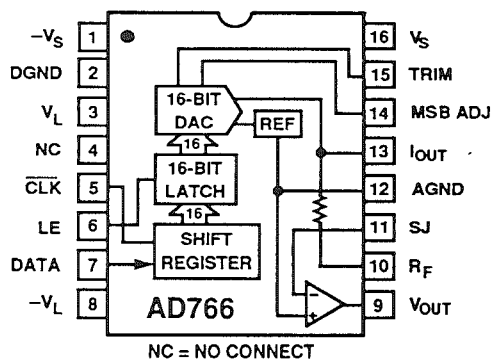 -VS 1
DGND 2
VL 3
NC 4
CLK 5
LE 6
DATA 7
-VL 8
16-BIT
DAC
16
16-BIT
LATCH
16
SHIFT
REGISTER
REF
AD766
16 VS
15 TRIM
14 MSB ADJ
13 IOUT
12 AGND
11 SJ
10 RF
9 VOUT
-
+
NC = NO CONNECT